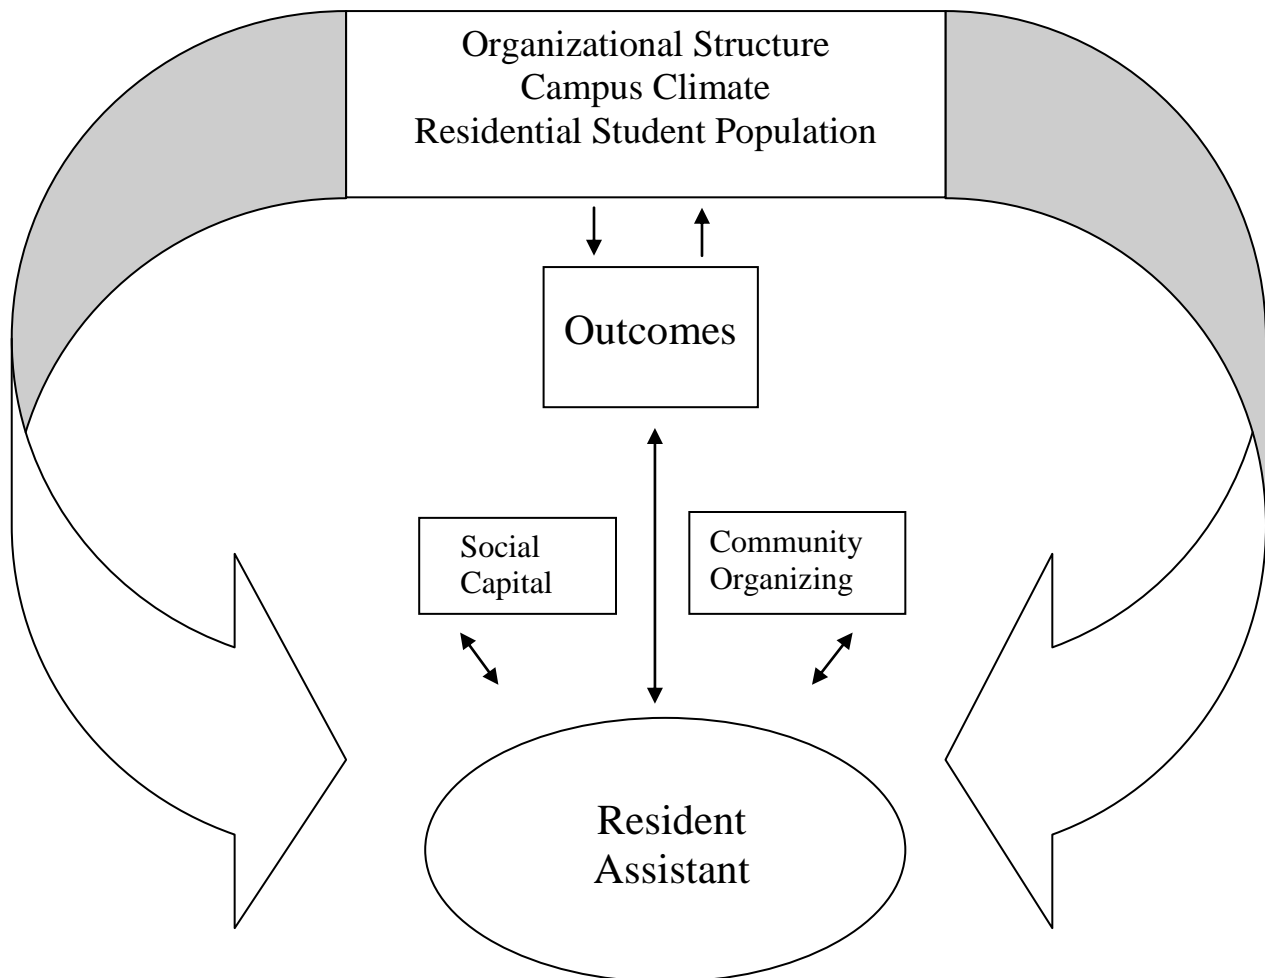 Organizational Structure
Campus Climate
Residential Student Population
Outcomes
Social
Capital
Community
Organizing
Resident
Assistant